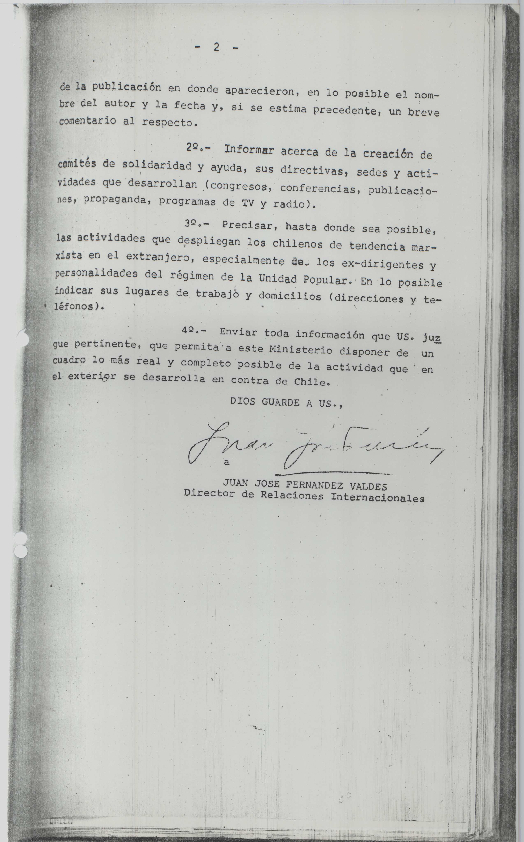 - 2 -
de la publicación en donde aparecieron, en lo posible el nom-
bre del autor y la fecha y, si se estima precedente, un breve
comentario al respecto.
2º.- Informar acerca de la creación de
comités de solidaridad y ayuda, sus directivas, sedes y acti-
vidades que desarrollan (congresos, conferencias, publicacio-
nes, propaganda, programas de TV y radio).
3º.- Precisar, hasta donde sea posible,
las actividades que despliegan los chilenos de tendencia mar-
xista en el extranjero, especialmente de los ex-dirigentes y
personalidades del régimen de la Unidad Popular. En lo posible
indicar sus lugares de trabajo y domicilios (direcciones y te-
léfonos).
4º.- Enviar toda información que US. juz
gue pertinente, que permita a este Ministerio disponer de un
cuadro lo más real y completo posible de la actividad que en
el exterior se desarrolla en contra de Chile.
DIOS GUARDE A US.,
a
JUAN JOSE FERNANDEZ VALDES
Director de Relaciones Internacionales